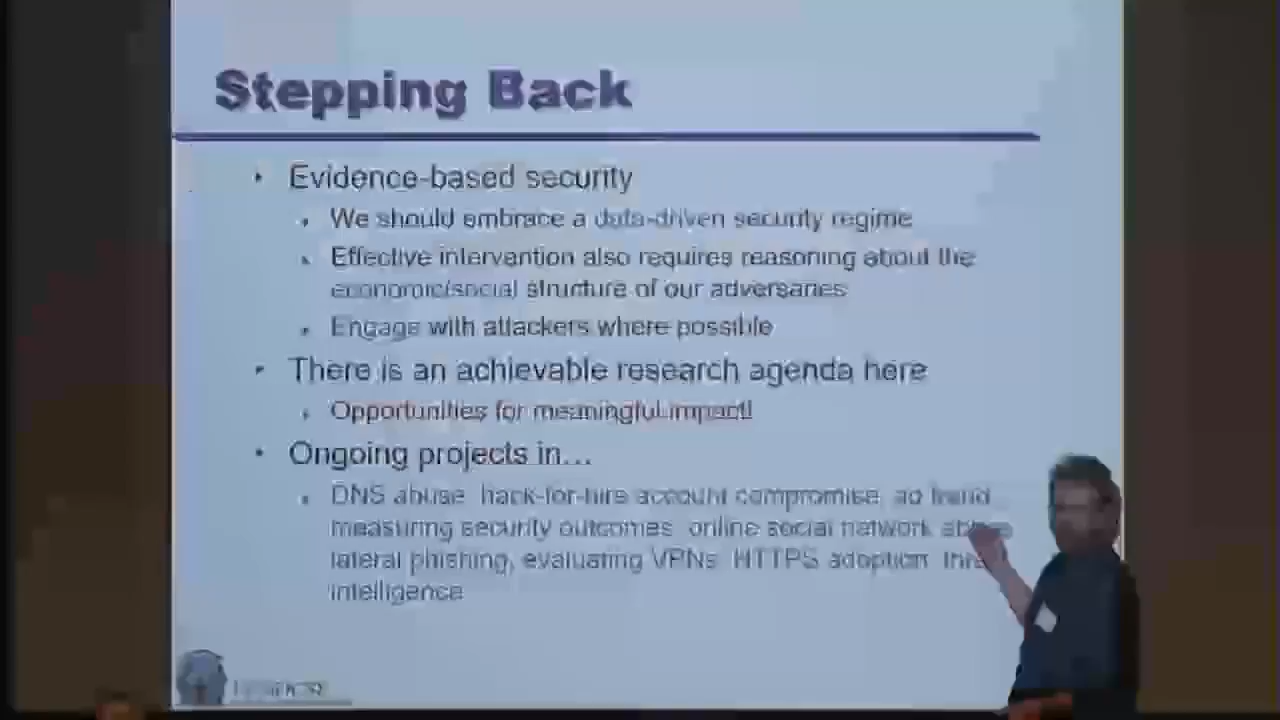 Stepping Back
• Evidence-based security
• We should embrace a data-driven security regime
• Effective intervention also requires reasoning about the
economic/social structure of our adversaries
• Engage with attackers where possible
• There is an achievable research agenda here
• Opportunities for meaningful impact!
• Ongoing projects in…
• DNS abuse, hack-for-hire account compromise, ad fraud
measuring security outcomes, online social network
lateral phishing, evaluating VPNs, HTTPS adoption,
intelligence